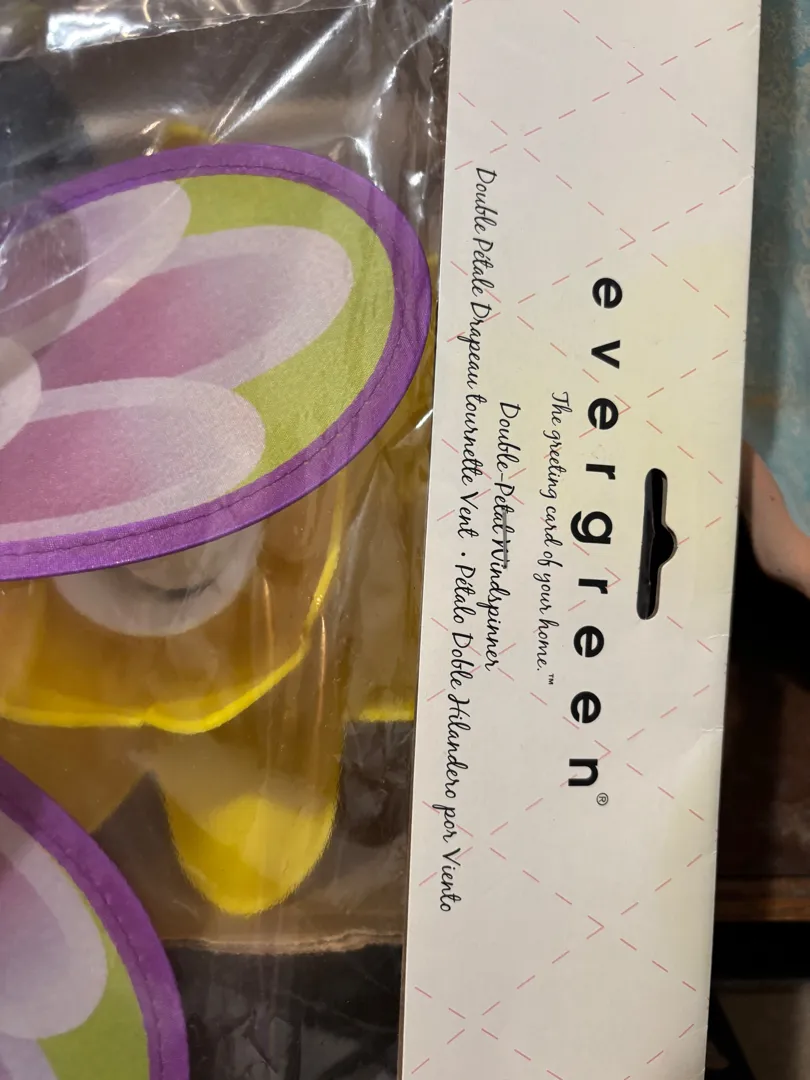 evergreen®
The greeting card of your home.™
Double-Petal Windspinner
Double Pétale Drapeau tournette Vent • Pétalo Doble Hilandero por Viento